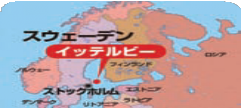 スウェーデン
イッテルビー
ロシア
フィンランド
ノルウェー
ストックホルム
エストニア
ラトビア
デンマーク
リトアニア